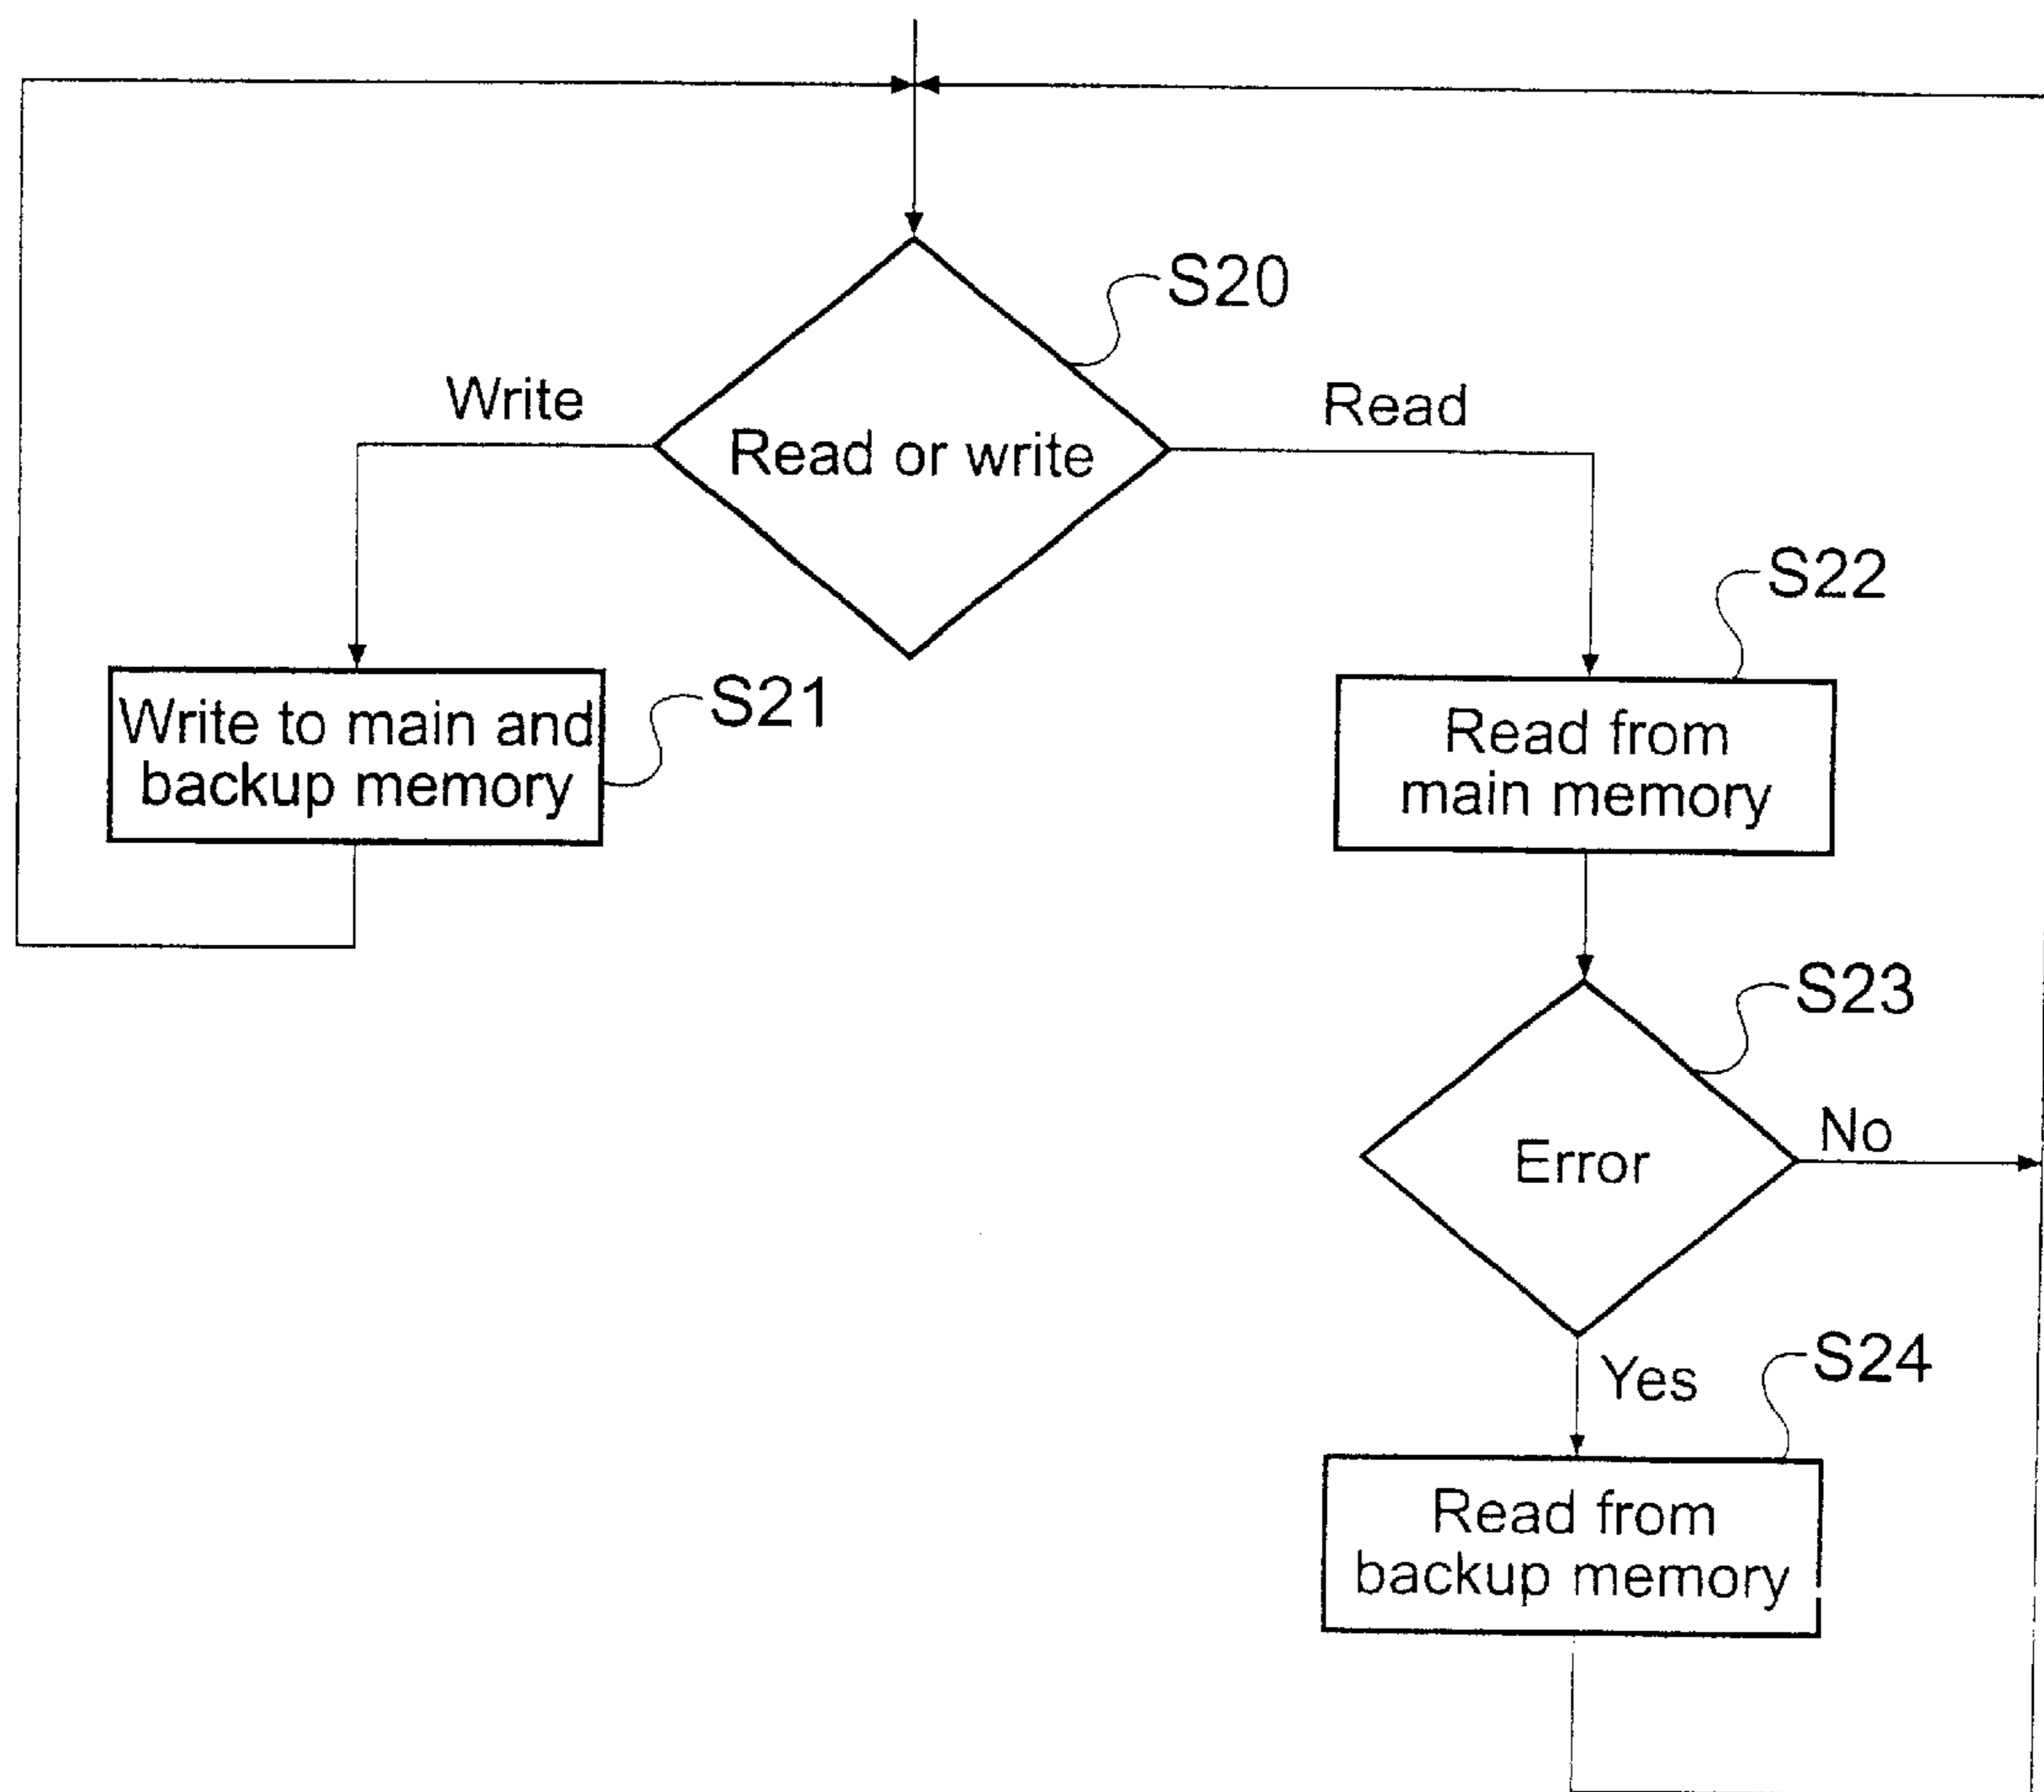 S20
Write
Read
Read or write
S22
S21
Write to main and
backup memory
Read from
main memory
S23
No
Error
Yes
S24
Read from
backup memory